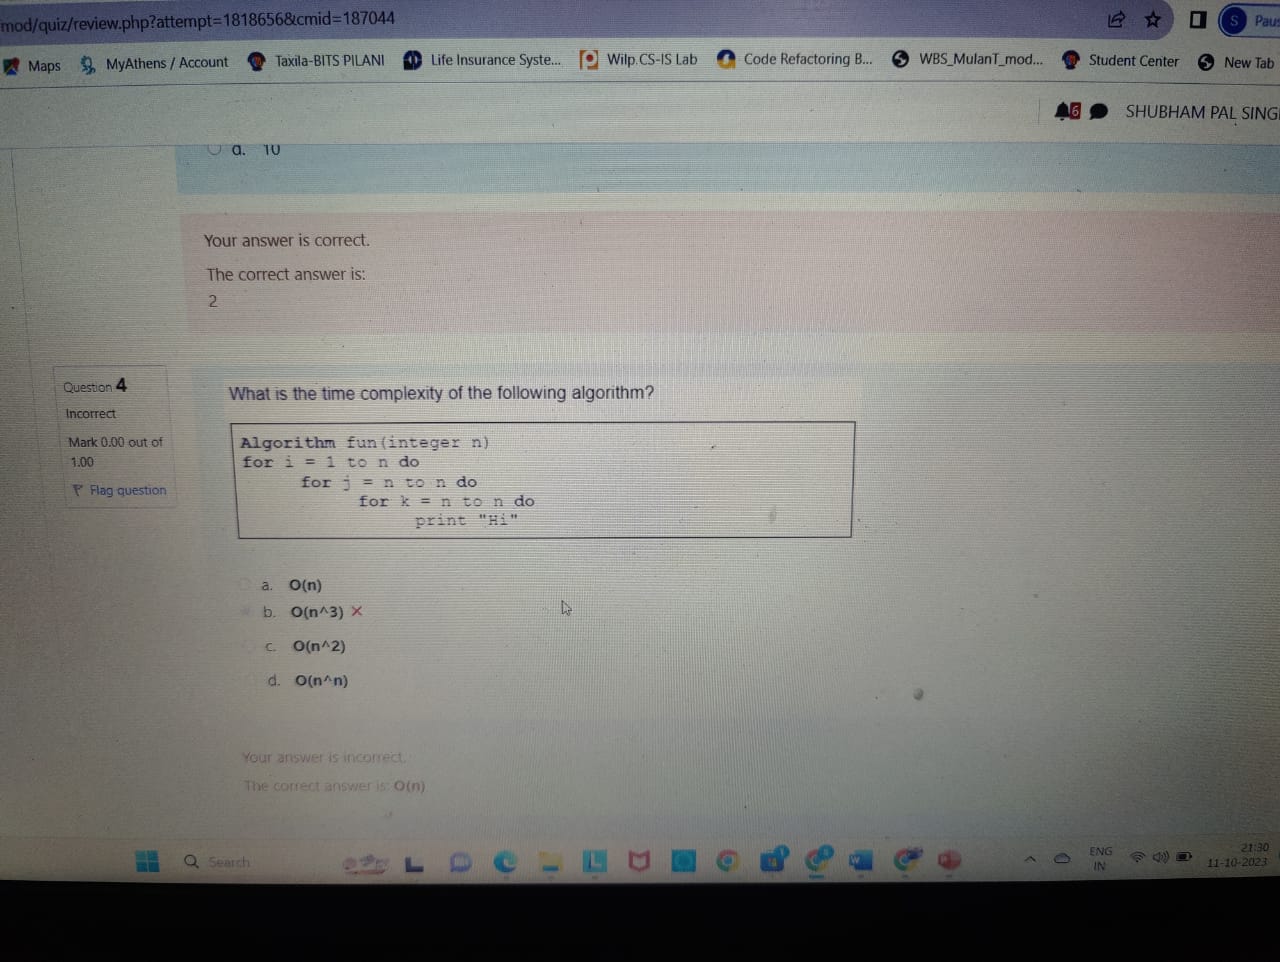 mod/quiz/review.php?attempt=1818656&cmid=187044
S Paus
Maps MyAthens / Account Taxila-BITS PILANI Life Insurance Syste... Wilp.CS-IS Lab Code Refactoring B... WBS_MulanT_mod... Student Center New Tab
6 SHUBHAM PAL SING
a. 10
Your answer is correct.
The correct answer is:
2
Question 4
Incorrect
Mark 0.00 out of
1.00
Flag question
What is the time complexity of the following algorithm?
Algorithm fun(integer n)
for i = 1 to n do
for j = n to n do
for k = n to n do
print "Hi"
a. O(n)
b. O(n^3)
c. O(n^2)
d. O(n^n)
Your answer is incorrect.
The correct answer is: O(n)
Search
ENG
IN
21:30
11-10-2023